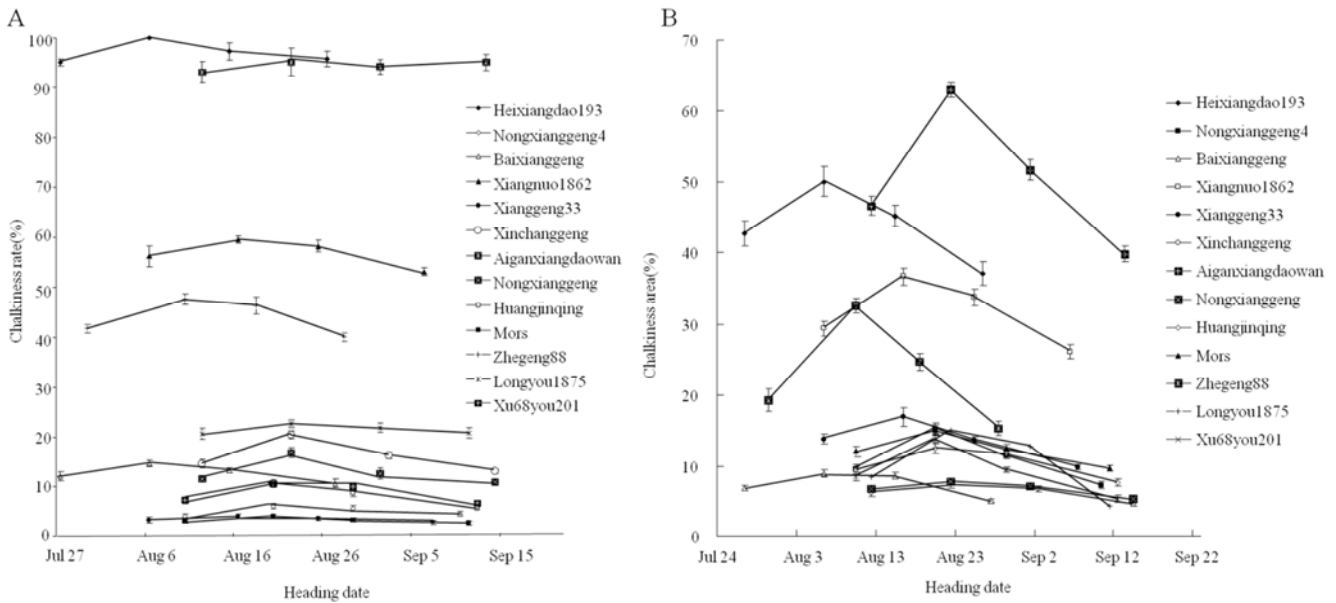 A
100
90
80
70
60
50
40
30
20
10
0
Chalkiness rate(%)
Jul 27
Aug 6
Aug 16
Aug 26
Sep 5
Sep 15
Heading date
Heixiangdao193
Nongxianggeng4
Baixianggeng
Xiangnuo1862
Xianggeng33
Xinchanggeng
Aiganxiangdaowan
Nongxianggeng
Huangjinqing
Mors
Zhegeng88
Longyou1875
Xu68you201
B
70
60
50
40
30
20
10
0
Chalkiness area(%)
Jul 24
Aug 3
Aug 13
Aug 23
Sep 2
Sep 12
Sep 22
Heading date
Heixiangdao193
Nongxianggeng4
Baixianggeng
Xiangnuo1862
Xianggeng33
Xinchanggeng
Aiganxiangdaowan
Nongxianggeng
Huangjinqing
Mors
Zhegeng88
Longyou1875
Xu68you201